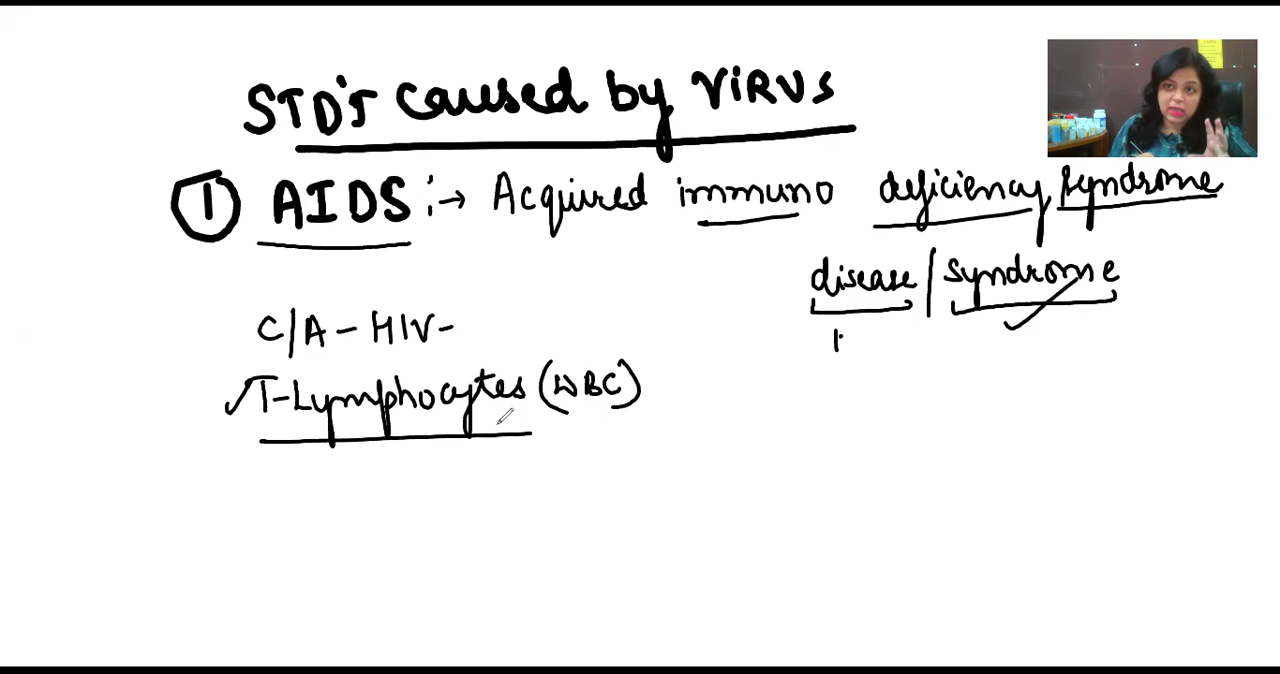 STD'S caused by VIRUS
① AIDS :→ Acquired immuno deficiency syndrome
disease / syndrome
C/A - HIV-
✓T-Lymphocytes (WBC)